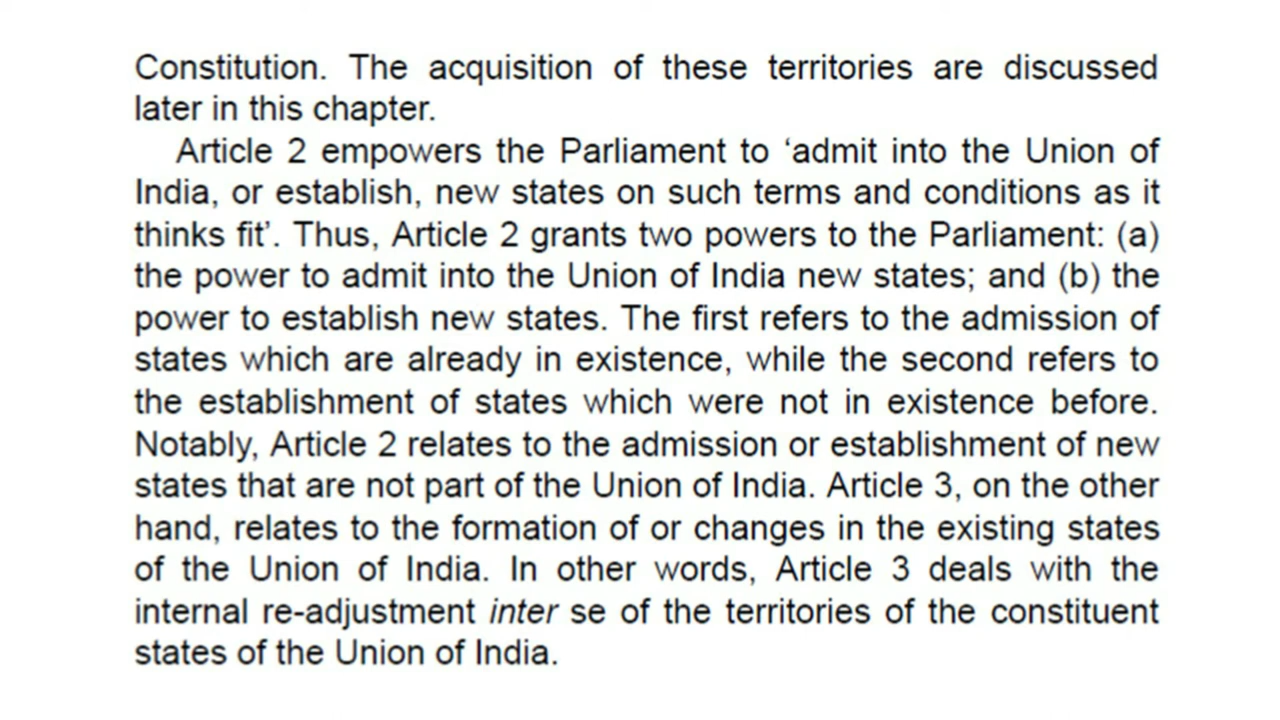 Constitution. The acquisition of these territories are discussed
later in this chapter.
Article 2 empowers the Parliament to ‘admit into the Union of
India, or establish, new states on such terms and conditions as it
thinks fit’. Thus, Article 2 grants two powers to the Parliament: (a)
the power to admit into the Union of India new states; and (b) the
power to establish new states. The first refers to the admission of
states which are already in existence, while the second refers to
the establishment of states which were not in existence before.
Notably, Article 2 relates to the admission or establishment of new
states that are not part of the Union of India. Article 3, on the other
hand, relates to the formation of or changes in the existing states
of the Union of India. In other words, Article 3 deals with the
internal re-adjustment inter se of the territories of the constituent
states of the Union of India.